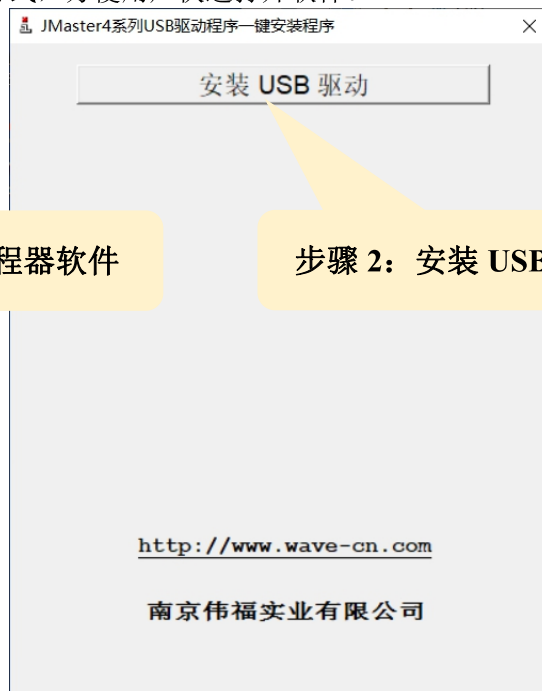 JMaster4系列USB驱动程序一键安装程序
安装 USB 驱动
程器软件
步骤 2：安装 USB
http://www.wave-cn.com
南京伟福实业有限公司